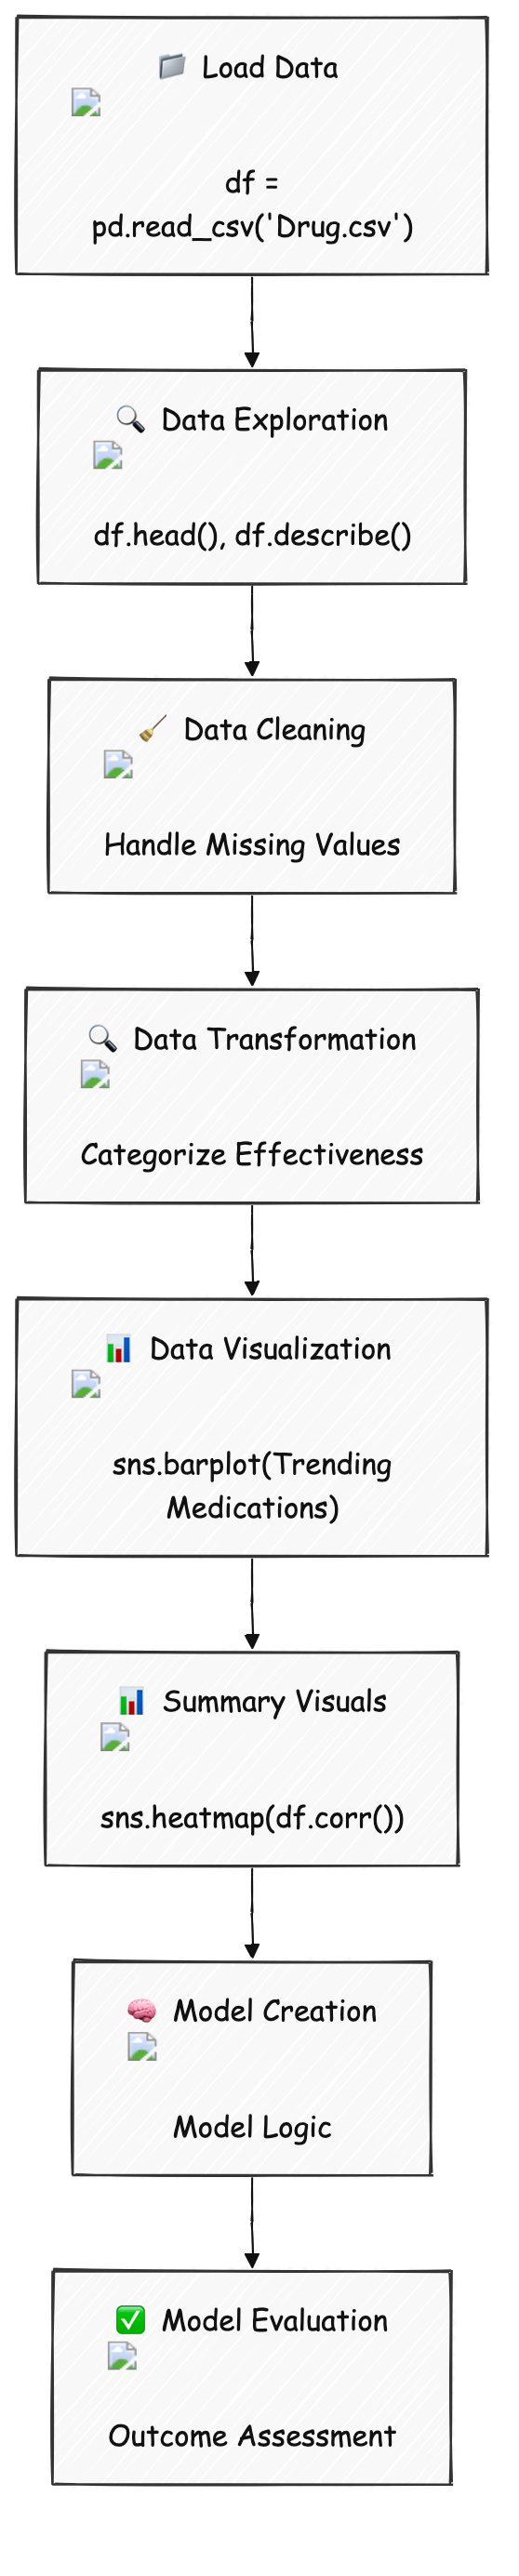 📁 Load Data
df =
pd.read_csv('Drug.csv')
🔍 Data Exploration
df.head(), df.describe()
🧹 Data Cleaning
Handle Missing Values
🔍 Data Transformation
Categorize Effectiveness
📊 Data Visualization
sns.barplot(Trending
Medications)
📊 Summary Visuals
sns.heatmap(df.corr())
🧠 Model Creation
Model Logic
✅ Model Evaluation
Outcome Assessment